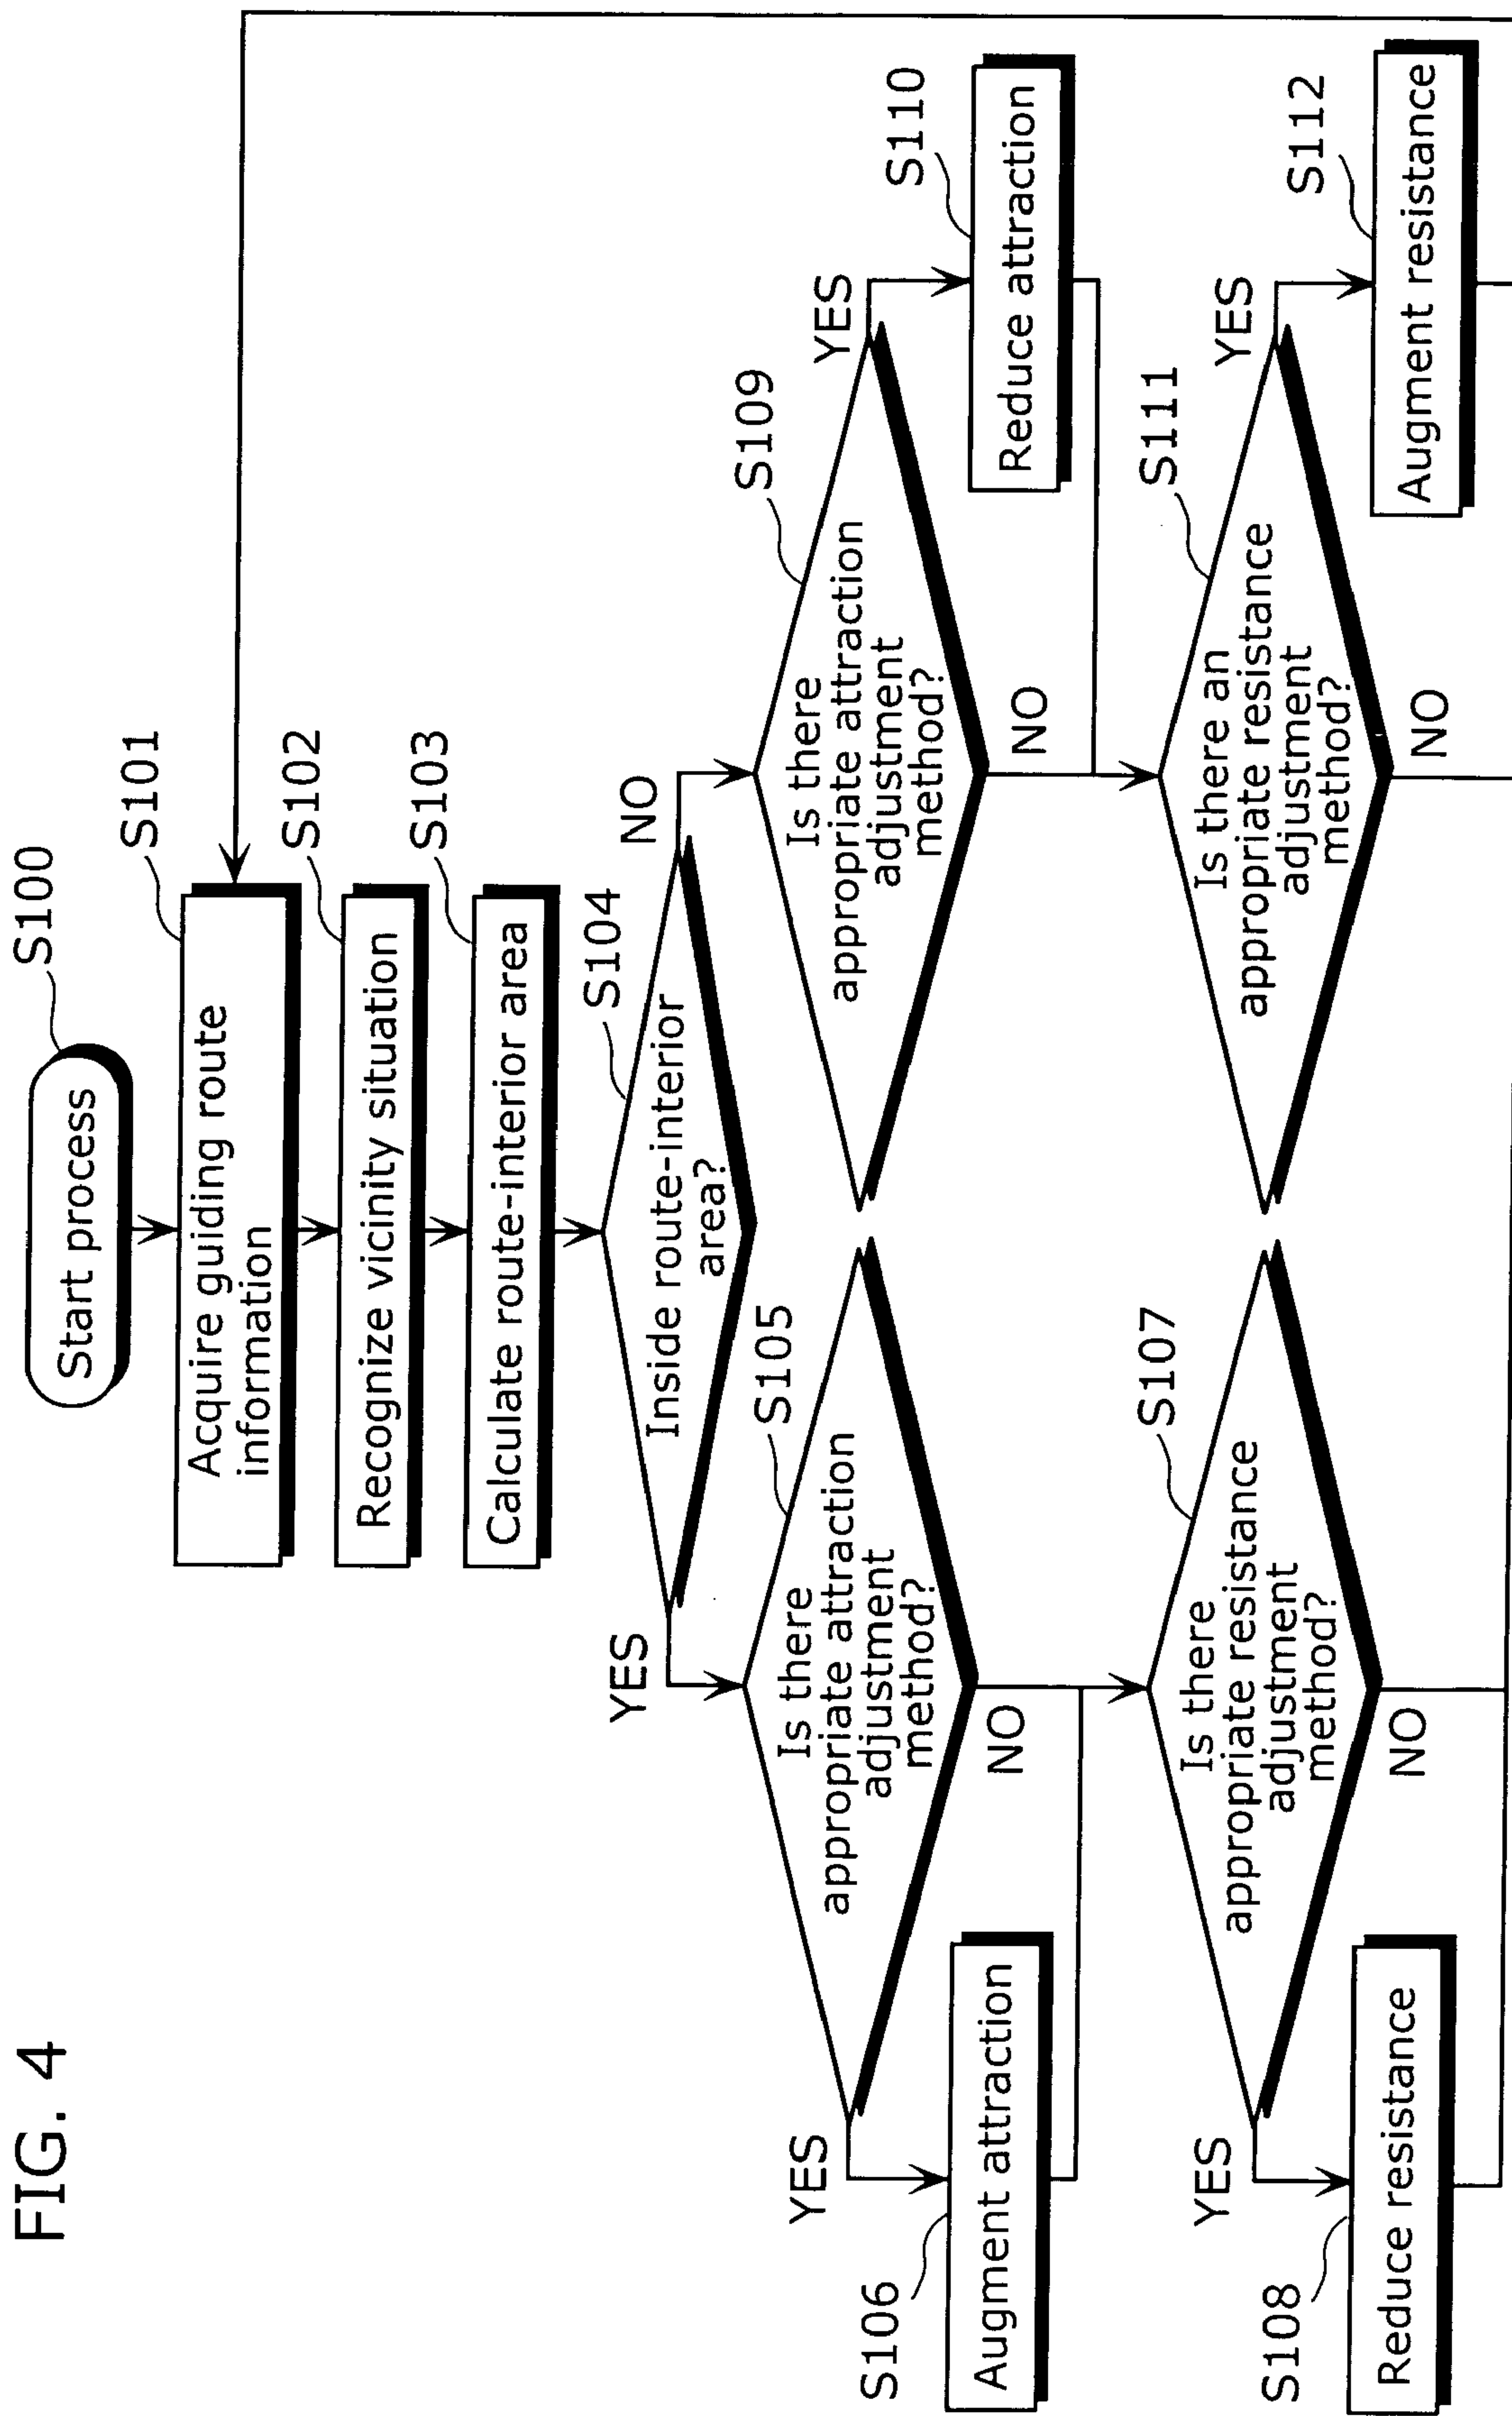 FIG. 4
S100
Start process
S101
Acquire guiding route
information
S102
Recognize vicinity situation
S103
Calculate route-interior area
S104
Inside route-interior
area?
YES
NO
S105
Is there
appropriate attraction
adjustment
method?
YES
NO
S106
Augment attraction
S109
Is there
appropriate attraction
adjustment
method?
YES
NO
S110
Reduce attraction
S107
Is there
appropriate resistance
adjustment
method?
YES
NO
S108
Reduce resistance
S111
Is there an
appropriate resistance
adjustment
method?
YES
NO
S112
Augment resistance